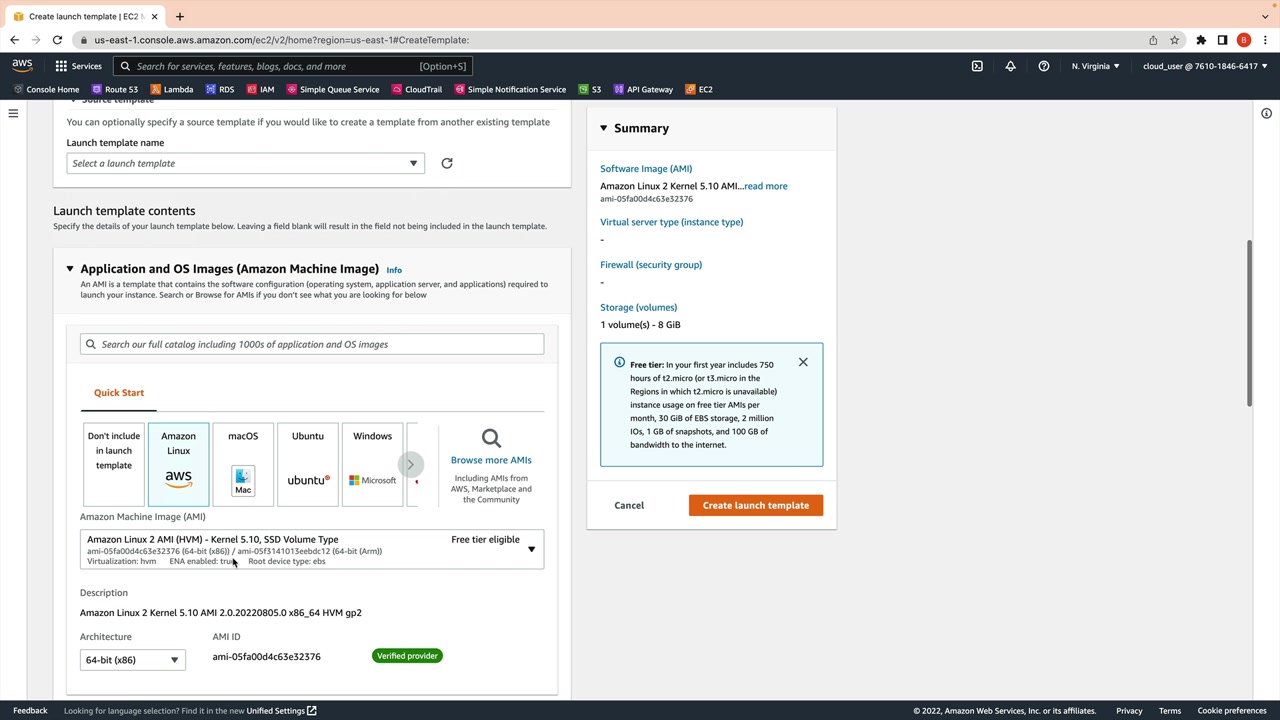 Create launch template | EC2 M
us-east-1.console.aws.amazon.com/ec2/v2/home?region=us-east-1#CreateTemplate:
B
aws
Services
Search for services, features, blogs, docs, and more
[Option+S]
N. Virginia
cloud_user @ 7610-1846-6417
Console Home
Route 53
Lambda
RDS
IAM
Simple Queue Service
CloudTrail
Simple Notification Service
S3
API Gateway
EC2
Source template
You can optionally specify a source template if you would like to create a template from another existing template
Launch template name
Select a launch template
Launch template contents
Specify the details of your launch template below. Leaving a field blank will result in the field not being included in the launch template.
Application and OS Images (Amazon Machine Image)
Info
An AMI is a template that contains the software configuration (operating system, application server, and applications) required to
launch your instance. Search or Browse for AMIs if you don't see what you are looking for below
Search our full catalog including 1000s of application and OS images
Quick Start
Don't include
in launch
template
Amazon
Linux
aws
macOS
Mac
Ubuntu
ubuntu
Windows
Microsoft
Browse more AMIs
Including AMIs from
AWS, Marketplace and
the Community
Amazon Machine Image (AMI)
Amazon Linux 2 AMI (HVM) - Kernel 5.10, SSD Volume Type
Free tier eligible
ami-05fa00d4c63e32376 (64-bit (x86)) / ami-05f3141013eebdc12 (64-bit (Arm))
Virtualization: hvm
ENA enabled: true
Root device type: ebs
Description
Amazon Linux 2 Kernel 5.10 AMI 2.0.20220805.0 x86_64 HVM gp2
Architecture
AMI ID
64-bit (x86)
ami-05fa00d4c63e32376
Verified provider
Summary
Software Image (AMI)
Amazon Linux 2 Kernel 5.10 AMI...read more
ami-05fa00d4c63e32376
Virtual server type (instance type)
-
Firewall (security group)
-
Storage (volumes)
1 volume(s) - 8 GiB
Free tier: In your first year includes 750
hours of t2.micro (or t3.micro in the
Regions in which t2.micro is unavailable)
instance usage on free tier AMIs per
month, 30 GiB of EBS storage, 2 million
IOs, 1 GB of snapshots, and 100 GB of
bandwidth to the internet.
Cancel
Create launch template
Feedback
Looking for language selection? Find it in the new Unified Settings
© 2022, Amazon Web Services, Inc. or its affiliates.
Privacy
Terms
Cookie preferences